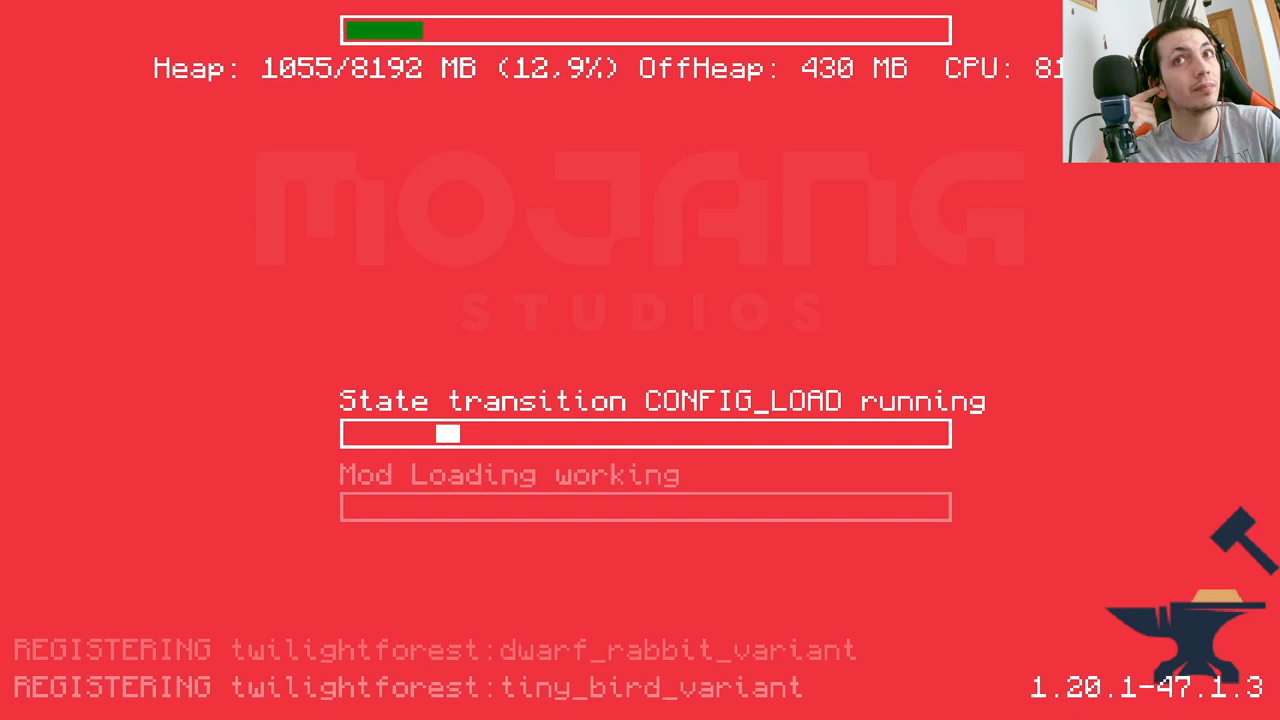 Heap: 1055/8192 MB (12,9%) OffHeap: 430 MB CPU: 81
MOJANG
STUDIOS
State transition CONFIG_LOAD running
Mod Loading working
REGISTERING twilightforest:dwarf_rabbit_variant
REGISTERING twilightforest:tiny_bird_variant
1.20.1-47.1.3